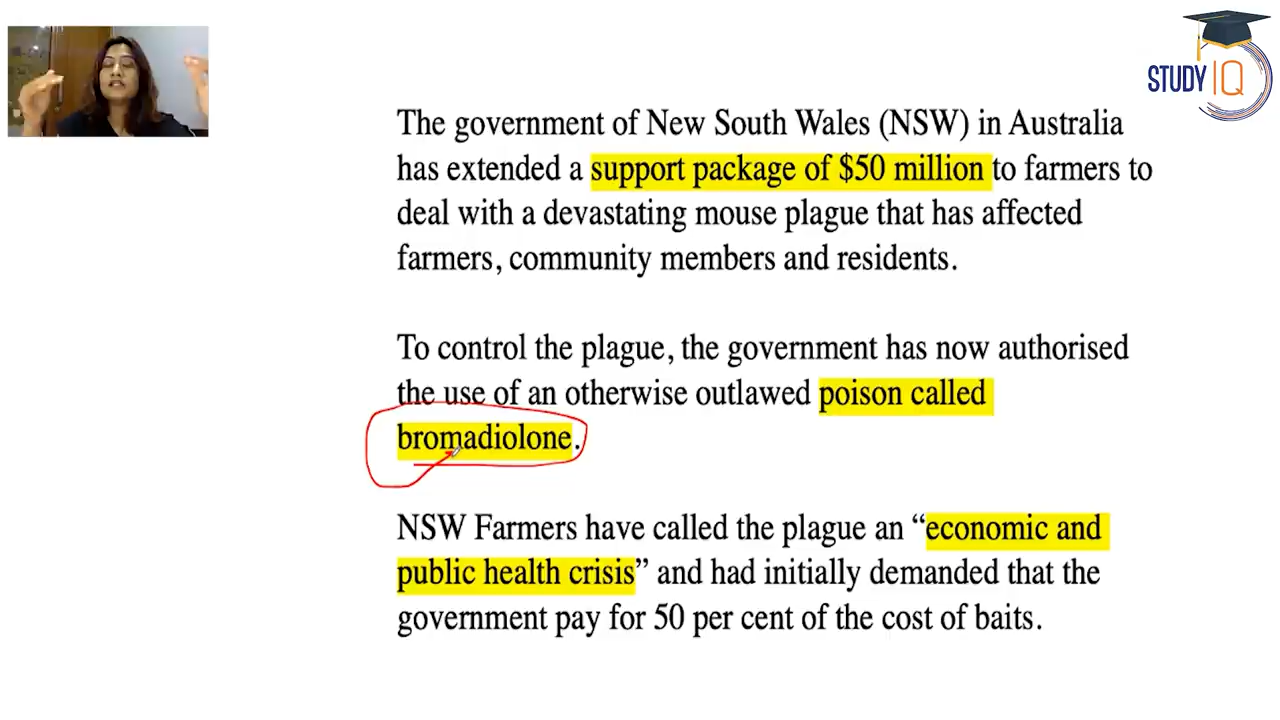 STUDY IQ
The government of New South Wales (NSW) in Australia
has extended a support package of $50 million to farmers to
deal with a devastating mouse plague that has affected
farmers, community members and residents.
To control the plague, the government has now authorised
the use of an otherwise outlawed poison called
bromadiolone.
NSW Farmers have called the plague an “economic and
public health crisis” and had initially demanded that the
government pay for 50 per cent of the cost of baits.